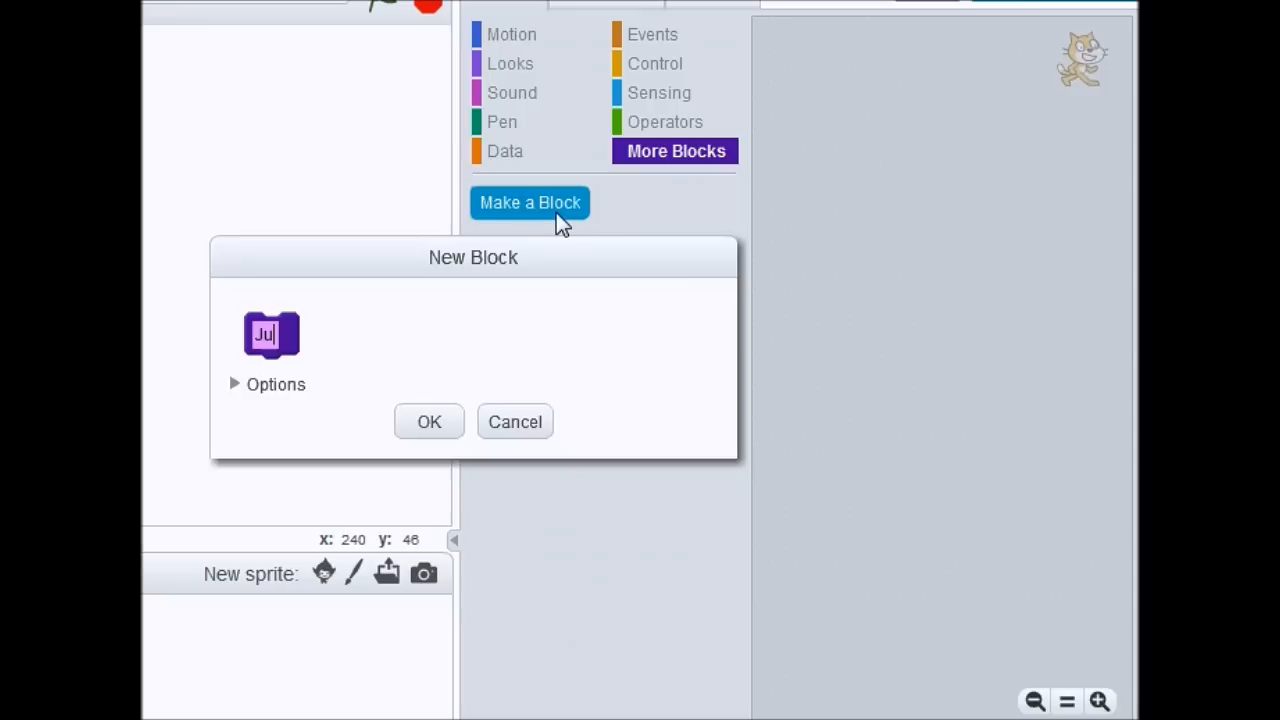 Motion
Events
Looks
Control
Sound
Sensing
Pen
Operators
Data
More Blocks
Make a Block
New Block
Ju
Options
OK
Cancel
x: 240 y: 46
New sprite: